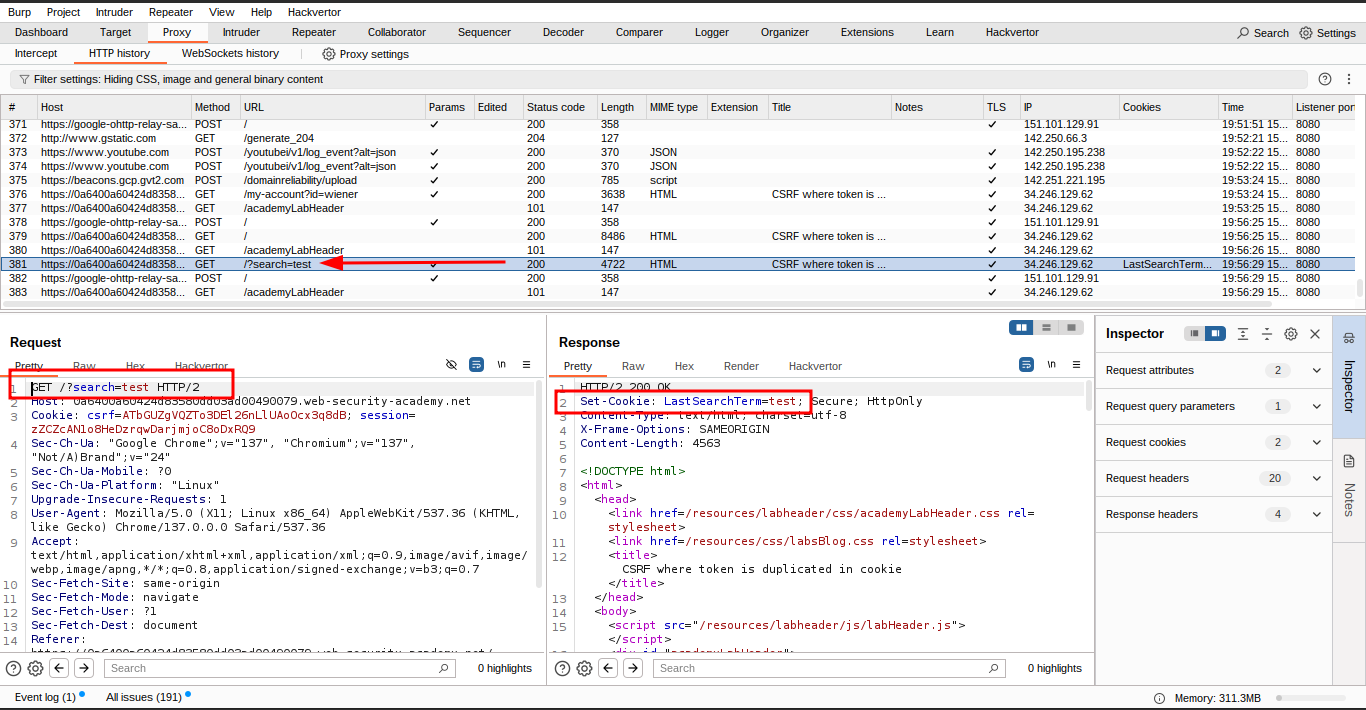 Burp Project Intruder Repeater View Help Hackvertor
Dashboard Target Proxy Intruder Repeater Collaborator Sequencer Decoder Comparer Logger Organizer Extensions Learn Hackvertor Search Settings
Intercept HTTP history WebSockets history Proxy settings
Filter settings: Hiding CSS, image and general binary content
# Host Method URL Params Edited Status code Length MIME type Extension Title Notes TLS IP Cookies Time Listener port
371 https://google-ohttp-relay-sa... POST / ✓ 200 358 ✓ 151.101.129.91 19:51:51 15... 8080
372 http://www.gstatic.com GET /generate_204 204 127 142.250.66.3 19:52:21 15... 8080
373 https://www.youtube.com POST /youtubei/v1/log_event?alt=json ✓ 200 370 JSON ✓ 142.250.195.238 19:52:22 15... 8080
374 https://www.youtube.com POST /youtubei/v1/log_event?alt=json ✓ 200 370 JSON ✓ 142.250.195.238 19:52:22 15... 8080
375 https://beacons.gcp.gvt2.com POST /domainreliability/upload ✓ 200 785 script ✓ 142.251.221.195 19:53:24 15... 8080
376 https://0a6400a60424d8358... GET /my-account?id=wiener ✓ 200 3638 HTML CSRF where token is ... ✓ 34.246.129.62 19:53:24 15... 8080
377 https://0a6400a60424d8358... GET /academyLabHeader 101 147 ✓ 34.246.129.62 19:53:25 15... 8080
378 https://google-ohttp-relay-sa... POST / ✓ 200 358 ✓ 151.101.129.91 19:53:25 15... 8080
379 https://0a6400a60424d8358... GET / 200 8486 HTML CSRF where token is ... ✓ 34.246.129.62 19:56:25 15... 8080
380 https://0a6400a60424d8358... GET /academyLabHeader 101 147 ✓ 34.246.129.62 19:56:26 15... 8080
381 https://0a6400a60424d8358... GET /?search=test ✓ 200 4722 HTML CSRF where token is ... ✓ 34.246.129.62 LastSearchTerm... 19:56:29 15... 8080
382 https://google-ohttp-relay-sa... POST / ✓ 200 358 ✓ 151.101.129.91 19:56:29 15... 8080
383 https://0a6400a60424d8358... GET /academyLabHeader 101 147 ✓ 34.246.129.62 19:56:29 15... 8080
Request
Pretty Raw Hex Hackvertor \n
1 GET /?search=test HTTP/2
2 Host: 0a6400a60424d83580dd03ad00490079.web-security-academy.net
3 Cookie: csrf=ATbGUZgVQZTo3DEl26nLlUAoOcx3q8dB; session=
zZCZcAN1o8HeDzrqwDarjmjoC8oDxRQ9
4 Sec-Ch-Ua: "Google Chrome";v="137", "Chromium";v="137",
"Not/A)Brand";v="24"
5 Sec-Ch-Ua-Mobile: ?0
6 Sec-Ch-Ua-Platform: "Linux"
7 Upgrade-Insecure-Requests: 1
8 User-Agent: Mozilla/5.0 (X11; Linux x86_64) AppleWebKit/537.36 (KHTML,
like Gecko) Chrome/137.0.0.0 Safari/537.36
9 Accept:
text/html,application/xhtml+xml,application/xml;q=0.9,image/avif,image/
webp,image/apng,*/*;q=0.8,application/signed-exchange;v=b3;q=0.7
10 Sec-Fetch-Site: same-origin
11 Sec-Fetch-Mode: navigate
12 Sec-Fetch-User: ?1
13 Sec-Fetch-Dest: document
14 Referer:
https://0a6400a60424d83580dd03ad00490079.web-security-academy.net/
Search 0 highlights
Response
Pretty Raw Hex Render Hackvertor \n
1 HTTP/2 200 OK
2 Set-Cookie: LastSearchTerm=test; Secure; HttpOnly
3 Content-Type: text/html; charset=utf-8
4 X-Frame-Options: SAMEORIGIN
5 Content-Length: 4563
6
7 <!DOCTYPE html>
8 <html>
9 <head>
10 <link href=/resources/labheader/css/academyLabHeader.css rel=
stylesheet>
11 <link href=/resources/css/labsBlog.css rel=stylesheet>
12 <title>
CSRF where token is duplicated in cookie
</title>
13 </head>
14 <body>
15 <script src="/resources/labheader/js/labHeader.js">
</script>
16 <div id="academyLabHeader">
Search 0 highlights
Inspector
Request attributes 2
Request query parameters 1
Request cookies 2
Request headers 20
Response headers 4
Inspector
Notes
Event log (1) All issues (191) Memory: 311.3MB